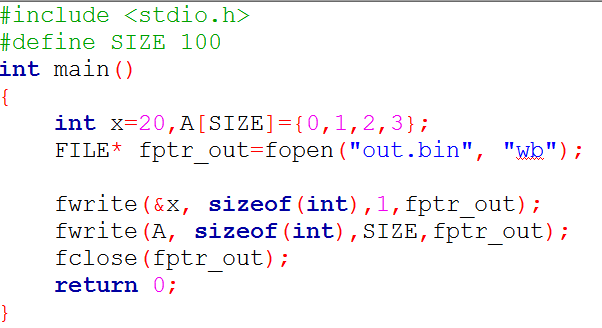 #include <stdio.h>
#define SIZE 100
int main()
{
    int x=20,A[SIZE]={0,1,2,3};
    FILE* fptr_out=fopen("out.bin", "wb");

    fwrite(&x, sizeof(int),1,fptr_out);
    fwrite(A, sizeof(int),SIZE,fptr_out);
    fclose(fptr_out);
    return 0;
}